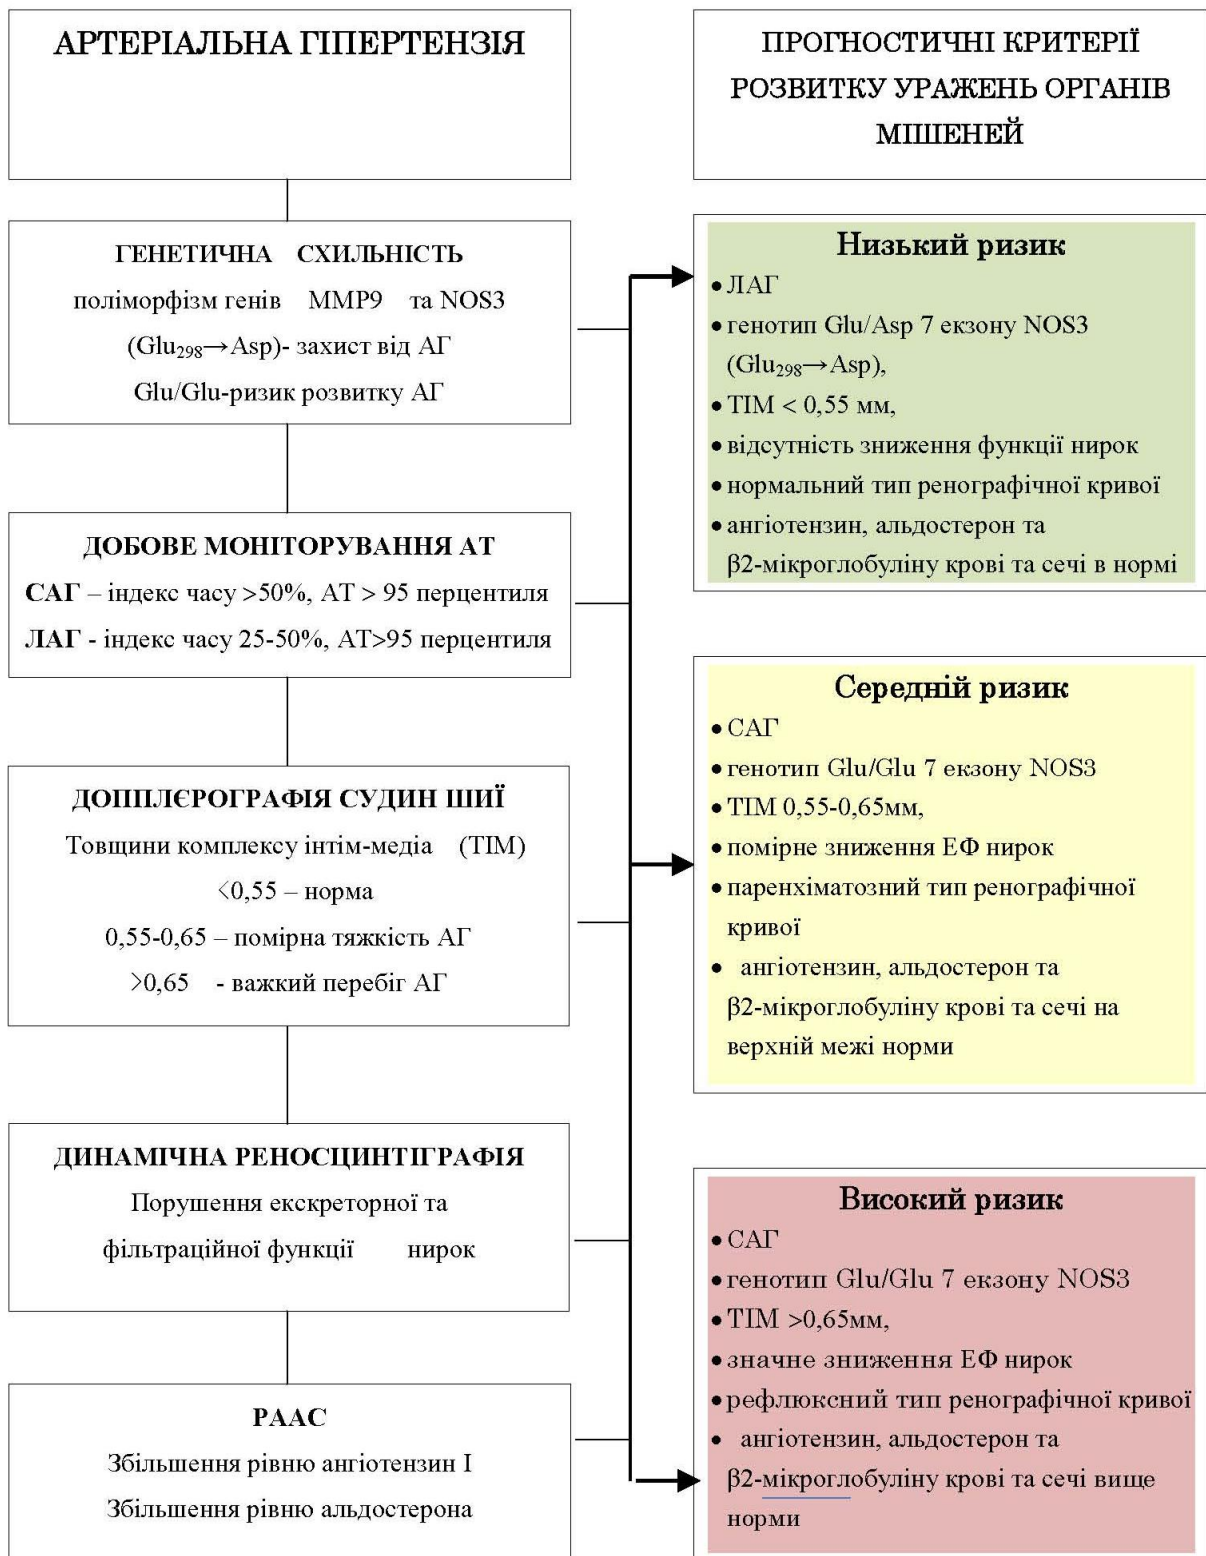 АРТЕРІАЛЬНА ГІПЕРТЕНЗІЯ
ГЕНЕТИЧНА СХИЛЬНІСТЬ
поліморфізм генів MMP9 та NOS3
(Glu₂₉₈→Asp)- захист від АГ
Glu/Glu-ризик розвитку АГ
ДОБОВЕ МОНІТОРУВАННЯ АТ
САГ – індекс часу >50%, АТ > 95 перцентиля
ЛАГ - індекс часу 25-50%, АТ>95 перцентиля
ДОППЛЄРОГРАФІЯ СУДИН ШИЇ
Товщини комплексу інтім-медіа (ТІМ)
<0,55 – норма
0,55-0,65 – помірна тяжкість АГ
>0,65 - важкий перебіг АГ
ДИНАМІЧНА РЕНОСЦИНТІГРАФІЯ
Порушення екскреторної та
фільтраційної функції нирок
РААС
Збільшення рівню ангіотензин І
Збільшення рівню альдостерона
ПРОГНОСТИЧНІ КРИТЕРІЇ
РОЗВИТКУ УРАЖЕНЬ ОРГАНІВ
МІШЕНЕЙ
Низький ризик
• ЛАГ
• генотип Glu/Asp 7 екзону NOS3
(Glu₂₉₈→Asp),
• ТІМ < 0,55 мм,
• відсутність зниження функції нирок
• нормальний тип ренографічної кривої
• ангіотензин, альдостерон та
β2-мікроглобуліну крові та сечі в нормі
Середній ризик
• САГ
• генотип Glu/Glu 7 екзону NOS3
• ТІМ 0,55-0,65мм,
• помірне зниження ЕФ нирок
• паренхіматозний тип ренографічної
кривої
• ангіотензин, альдостерон та
β2-мікроглобуліну крові та сечі на
верхній межі норми
Високий ризик
• САГ
• генотип Glu/Glu 7 екзону NOS3
• ТІМ >0,65мм,
• значне зниження ЕФ нирок
• рефлюксний тип ренографічної кривої
• ангіотензин, альдостерон та
β2-мікроглобуліну крові та сечі вище
норми